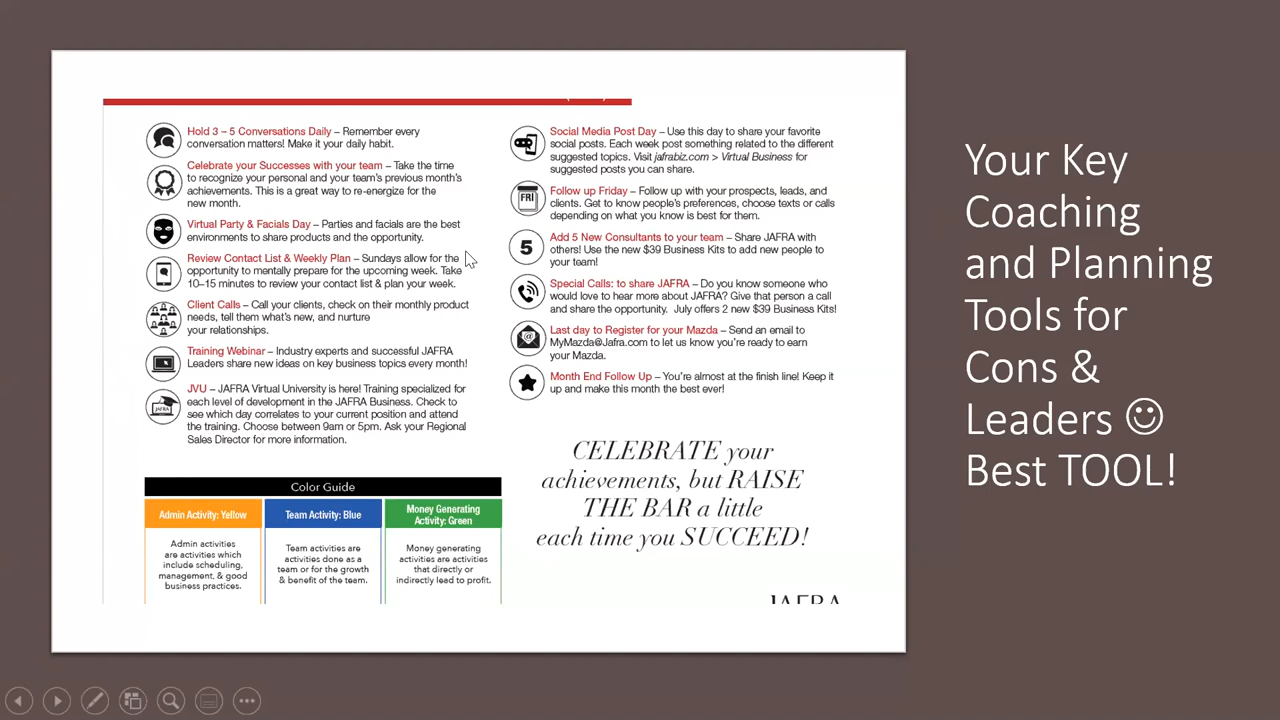 Hold 3 – 5 Conversations Daily – Remember every
conversation matters! Make it your daily habit.
Celebrate your Successes with your team – Take the time
to recognize your personal and your team's previous month's
achievements. This is a great way to re-energize for the
new month.
Virtual Party & Facials Day – Parties and facials are the best
environments to share products and the opportunity.
Review Contact List & Weekly Plan – Sundays allow for the
opportunity to mentally prepare for the upcoming week. Take
10–15 minutes to review your contact list & plan your week.
Client Calls – Call your clients, check on their monthly product
needs, tell them what's new, and nurture
your relationships.
Training Webinar – Industry experts and successful JAFRA
Leaders share new ideas on key business topics every month!
JAFRA
JVU – JAFRA Virtual University is here! Training specialized for
each level of development in the JAFRA Business. Check to
see which day correlates to your current position and attend
the training. Choose between 9am or 5pm. Ask your Regional
Sales Director for more information.
Social Media Post Day – Use this day to share your favorite
social posts. Each week post something related to the different
suggested topics. Visit jafrabiz.com > Virtual Business for
suggested posts you can share.
FRI
Follow up Friday – Follow up with your prospects, leads, and
clients. Get to know people's preferences, choose texts or calls
depending on what you know is best for them.
5
Add 5 New Consultants to your team – Share JAFRA with
others! Use the new $39 Business Kits to add new people to
your team!
Special Calls: to share JAFRA – Do you know someone who
would love to hear more about JAFRA? Give that person a call
and share the opportunity. July offers 2 new $39 Business Kits!
@
Last day to Register for your Mazda – Send an email to
MyMazda@Jafra.com to let us know you're ready to earn
your Mazda.
Month End Follow Up – You're almost at the finish line! Keep it
up and make this month the best ever!
CELEBRATE your
achievements, but RAISE
THE BAR a little
each time you SUCCEED!
Color Guide
Admin Activity: Yellow
Admin activities
are activities which
include scheduling,
management, & good
business practices.
Team Activity: Blue
Team activities are
activities done as a
team or for the growth
& benefit of the team.
Money Generating
Activity: Green
Money generating
activities are activities
that directly or
indirectly lead to profit.
JAFRA
Your Key
Coaching
and Planning
Tools for
Cons &
Leaders ☺
Best TOOL!